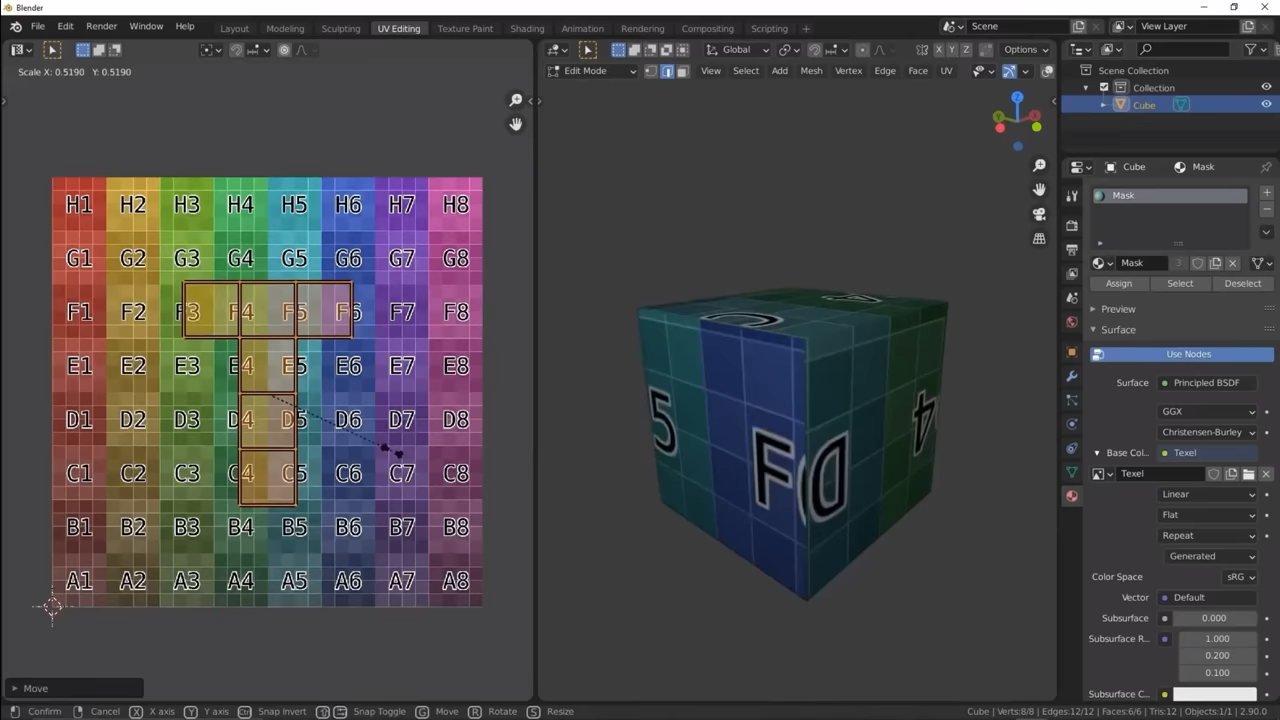 Blender
File Edit Render Window Help Layout Modeling Sculpting UV Editing Texture Paint Shading Animation Rendering Compositing Scripting Scene View Layer
Global Options
Scale X: 0.5190 Y: 0.5190
Edit Mode View Select Add Mesh Vertex Edge Face UV
X Y Z
Scene Collection
Collection
Cube
Cube Mask
Mask
Mask 3
Assign Select Deselect
Preview
Surface
Use Nodes
Surface Principled BSDF
GGX
Christensen-Burley
Base Col... Texel
Texel
Linear
Flat
Repeat
Generated
Color Space sRG
Vector Default
Subsurface 0.000
Subsurface R... 1.000
0.200
0.100
Subsurface C...
H1 H2 H3 H4 H5 H6 H7 H8
G1 G2 G3 G4 G5 G6 G7 G8
F1 F2 F3 F4 F5 F6 F7 F8
E1 E2 E3 E4 E5 E6 E7 E8
D1 D2 D3 D4 D5 D6 D7 D8
C1 C2 C3 C4 C5 C6 C7 C8
B1 B2 B3 B4 B5 B6 B7 B8
A1 A2 A3 A4 A5 A6 A7 A8
5 F D 4
Move
Confirm Cancel X axis Y axis Snap Invert Snap Toggle Move Rotate Resize
Cube | Verts:8/8 | Edges:12/12 | Faces:6/6 | Tris:12 | Objects:1/1 | 2.90.0